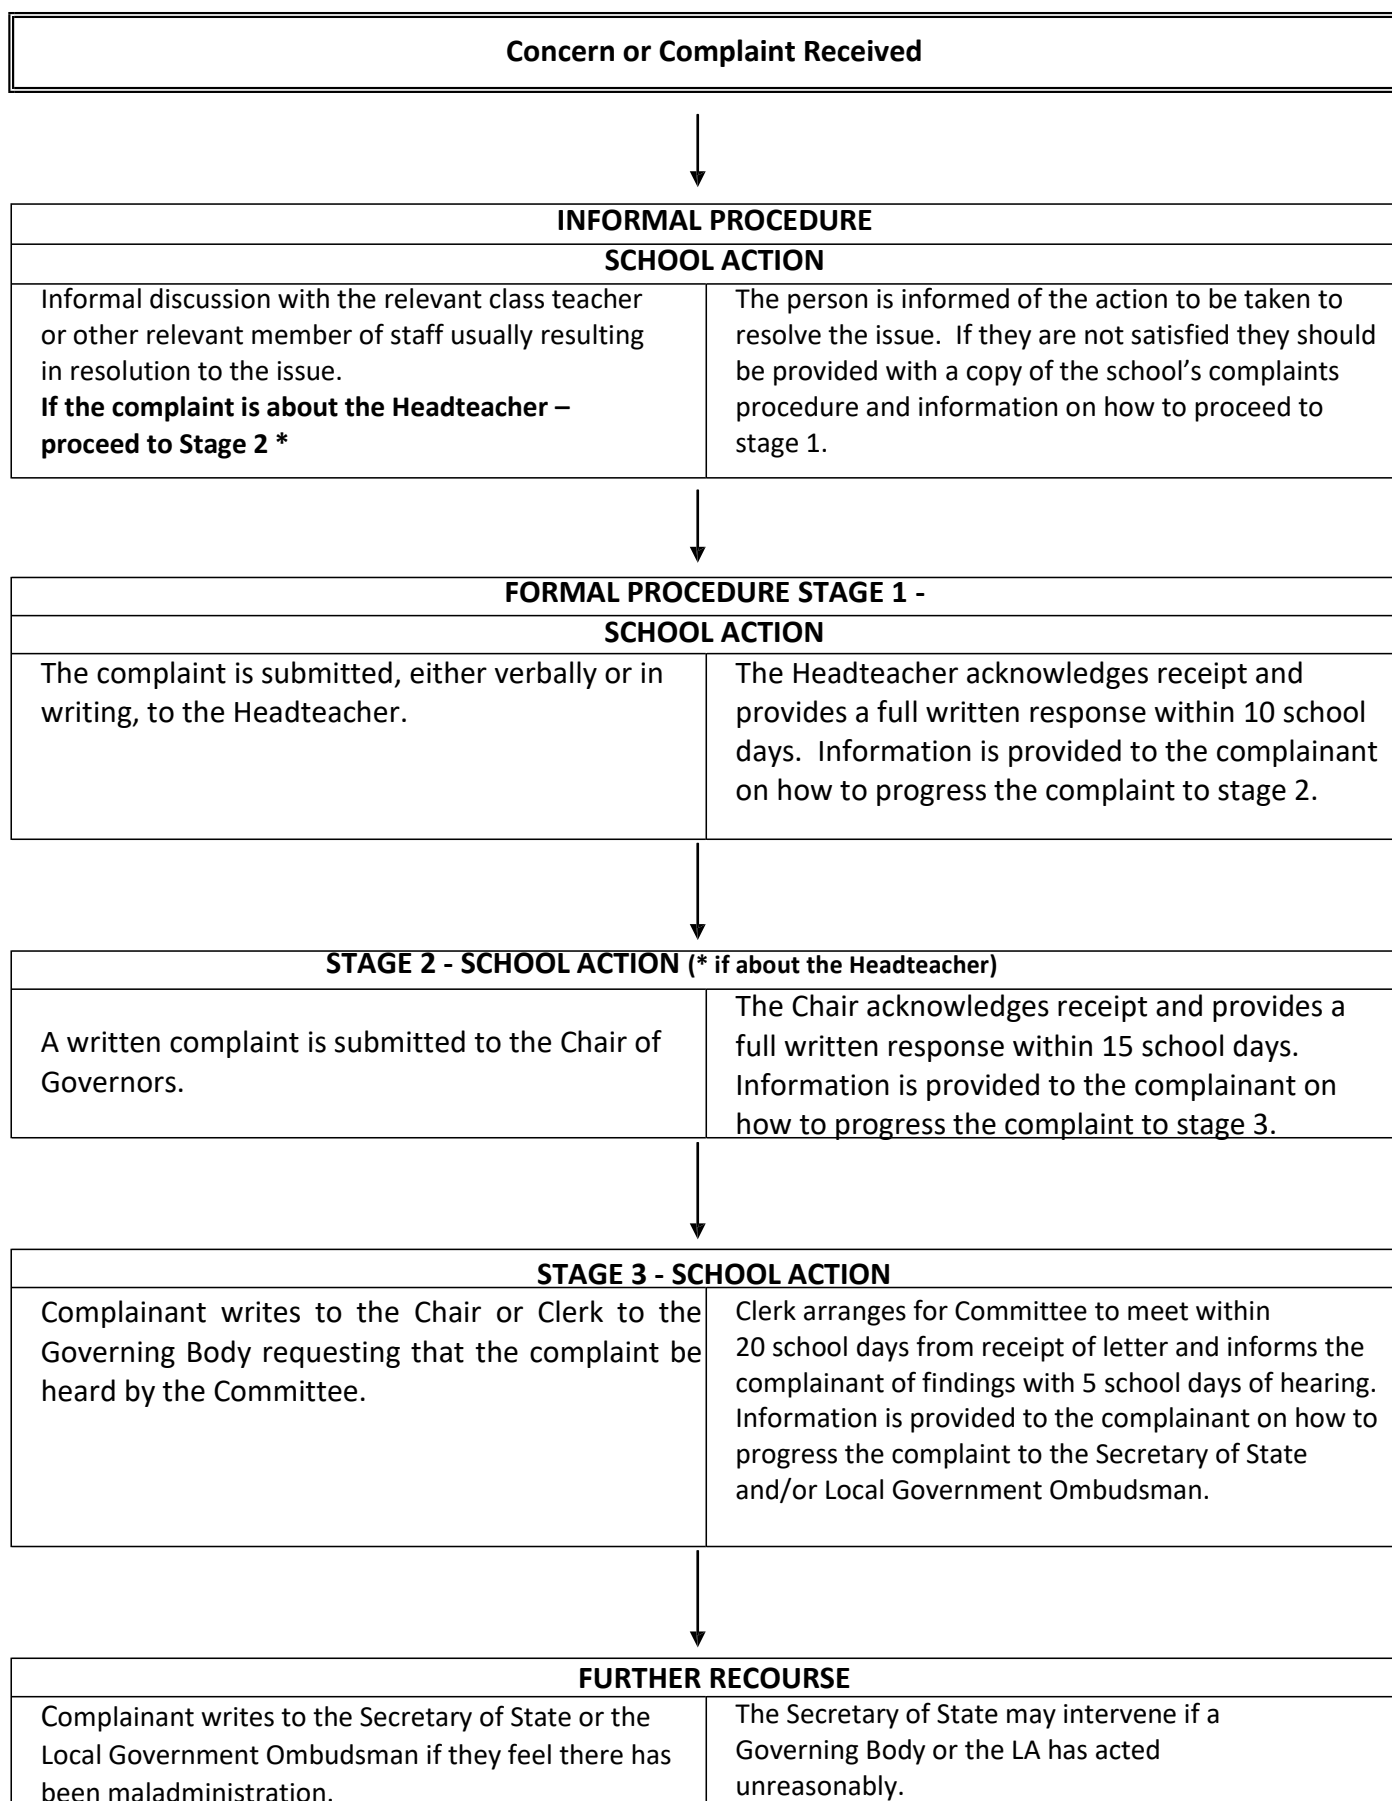 Concern or Complaint Received
INFORMAL PROCEDURE
SCHOOL ACTION
Informal discussion with the relevant class teacher
or other relevant member of staff usually resulting
in resolution to the issue.
If the complaint is about the Headteacher –
proceed to Stage 2 *
The person is informed of the action to be taken to
resolve the issue.  If they are not satisfied they should
be provided with a copy of the school’s complaints
procedure and information on how to proceed to
stage 1.
FORMAL PROCEDURE STAGE 1 -
SCHOOL ACTION
The complaint is submitted, either verbally or in
writing, to the Headteacher.
The Headteacher acknowledges receipt and
provides a full written response within 10 school
days.  Information is provided to the complainant
on how to progress the complaint to stage 2.
STAGE 2 - SCHOOL ACTION (* if about the Headteacher)
A written complaint is submitted to the Chair of
Governors.
The Chair acknowledges receipt and provides a
full written response within 15 school days.
Information is provided to the complainant on
how to progress the complaint to stage 3.
STAGE 3 - SCHOOL ACTION
Complainant writes to the Chair or Clerk to the
Governing Body requesting that the complaint be
heard by the Committee.
Clerk arranges for Committee to meet within
20 school days from receipt of letter and informs the
complainant of findings with 5 school days of hearing.
Information is provided to the complainant on how to
progress the complaint to the Secretary of State
and/or Local Government Ombudsman.
FURTHER RECOURSE
Complainant writes to the Secretary of State or the
Local Government Ombudsman if they feel there has
been maladministration.
The Secretary of State may intervene if a
Governing Body or the LA has acted
unreasonably.